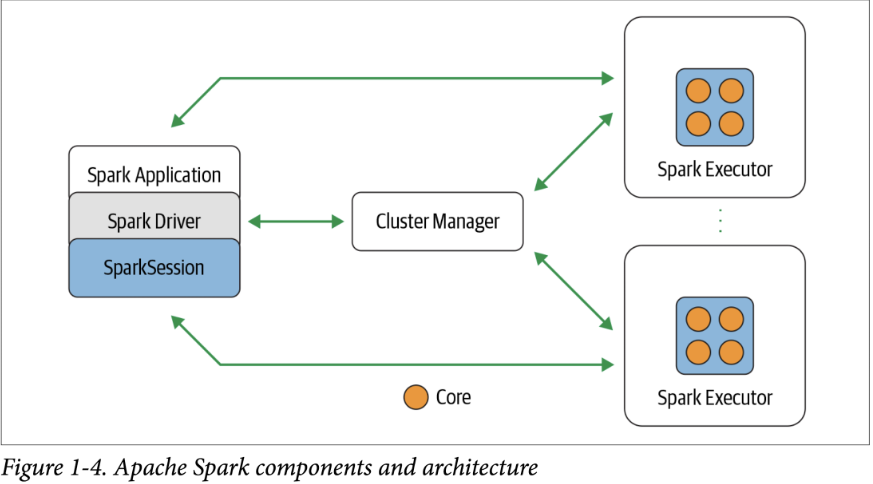 Spark Application
Spark Driver
SparkSession
Cluster Manager
Spark Executor
Spark Executor
Core
Figure 1-4. Apache Spark components and architecture